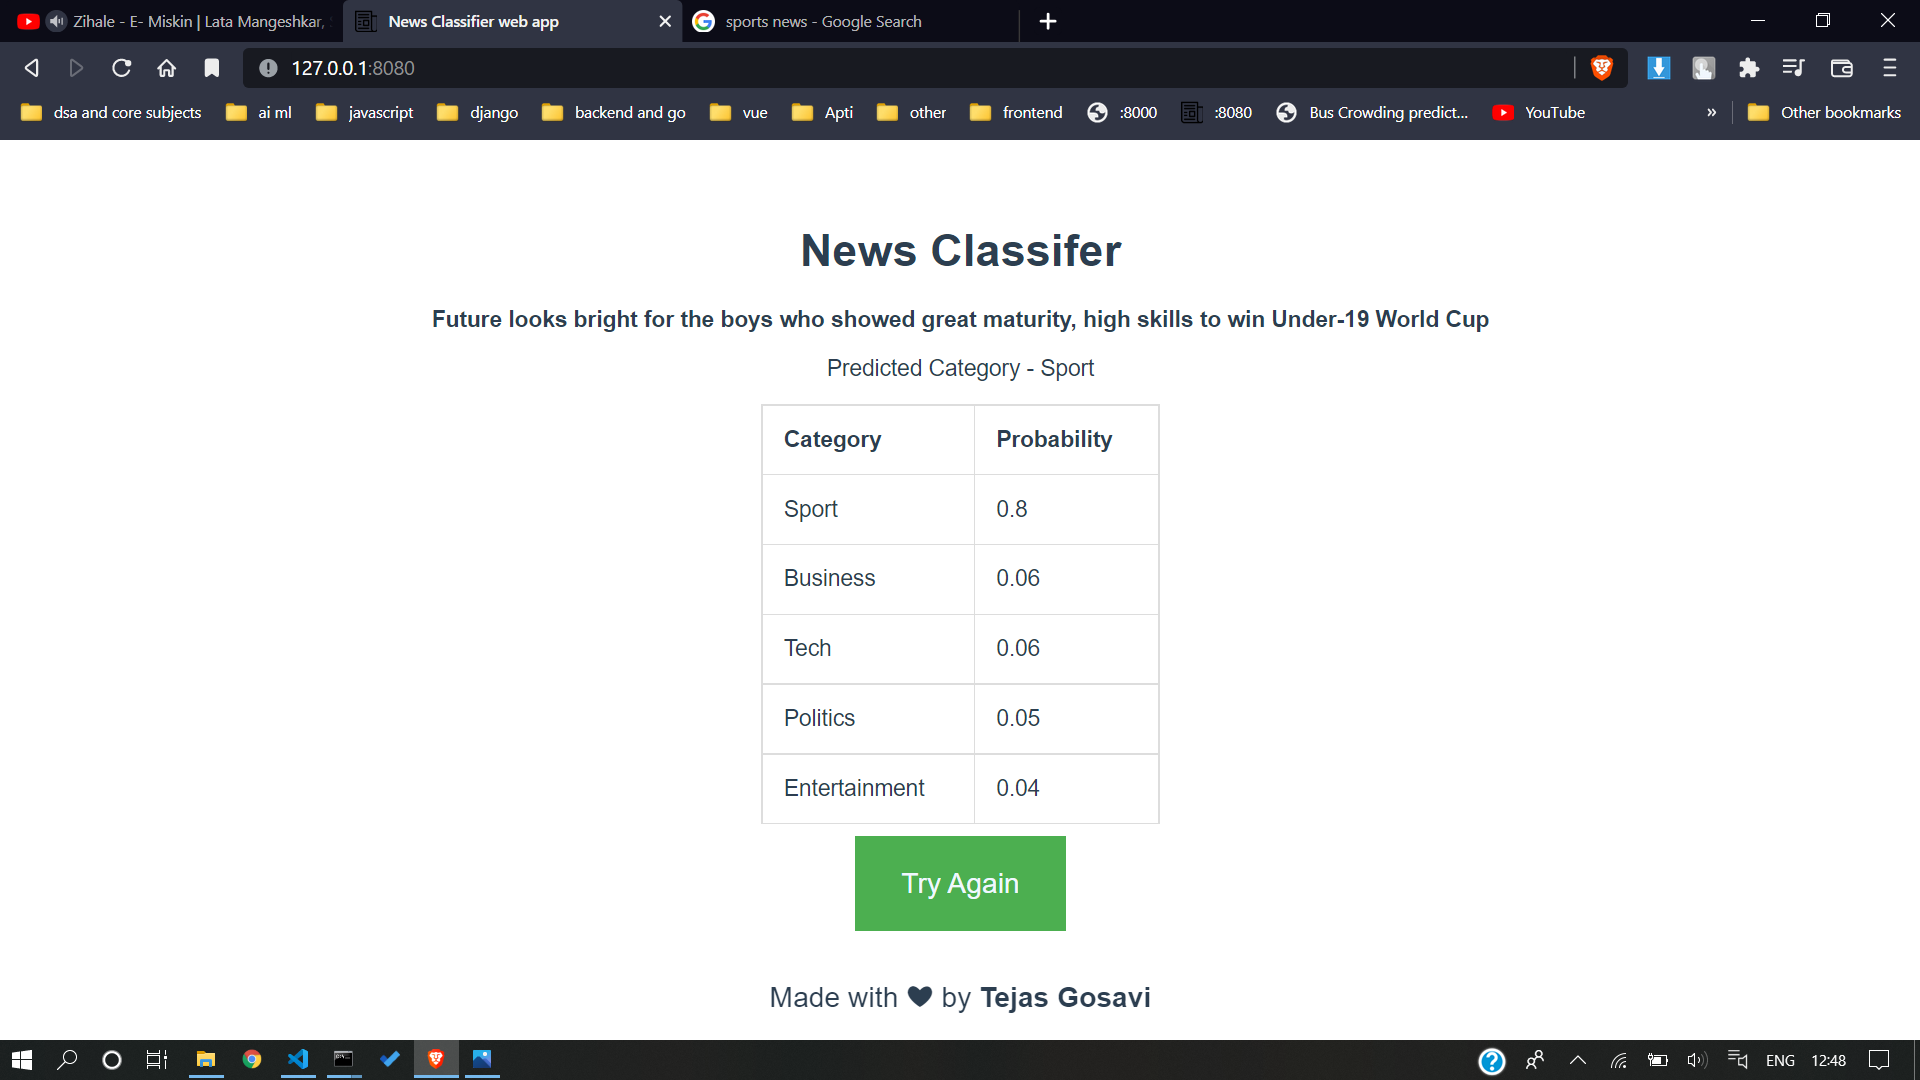 Zihale - E- Miskin | Lata Mangeshkar,
News Classifier web app
sports news - Google Search
127.0.0.1:8080
dsa and core subjects
ai ml
javascript
django
backend and go
vue
Apti
other
frontend
:8000
:8080
Bus Crowding predict...
YouTube
»
Other bookmarks
News Classifer
Future looks bright for the boys who showed great maturity, high skills to win Under-19 World Cup
Predicted Category - Sport
Category Probability
Sport 0.8
Business 0.06
Tech 0.06
Politics 0.05
Entertainment 0.04
Try Again
Made with ♥ by Tejas Gosavi
ENG 12:48